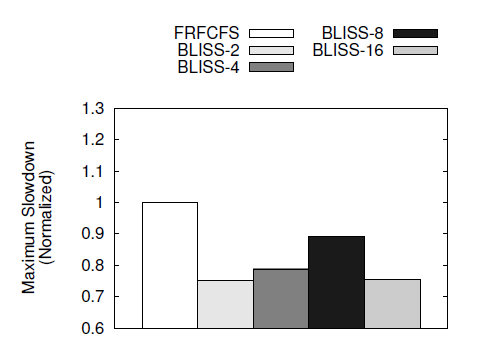 FRFCFS
BLISS-2
BLISS-4
BLISS-8
BLISS-16
Maximum Slowdown
(Normalized)
1.3
1.2
1.1
1
0.9
0.8
0.7
0.6